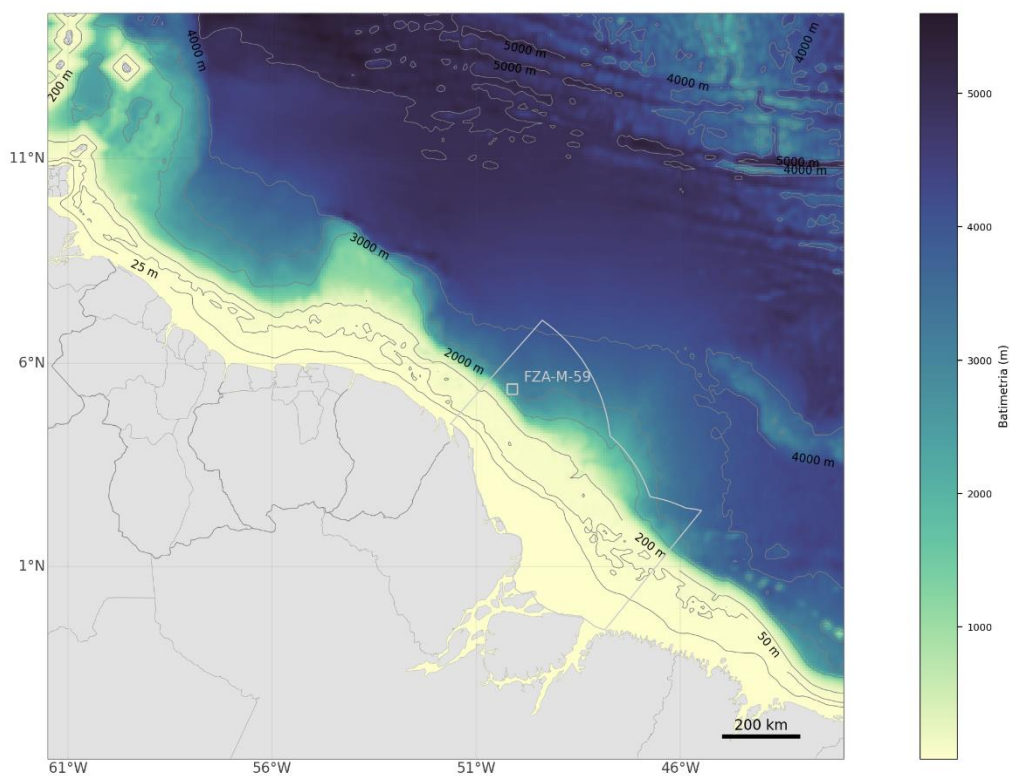 4000 m
5000 m
5000 m
4000 m
4000 m
200 m
5000 m
4000 m
11°N
3000 m
25 m
6°N
2000 m
FZA-M-59
4000 m
200 m
1°N
50 m
200 km
61°W
56°W
51°W
46°W
5000
4000
3000
2000
1000
Batimetria (m)